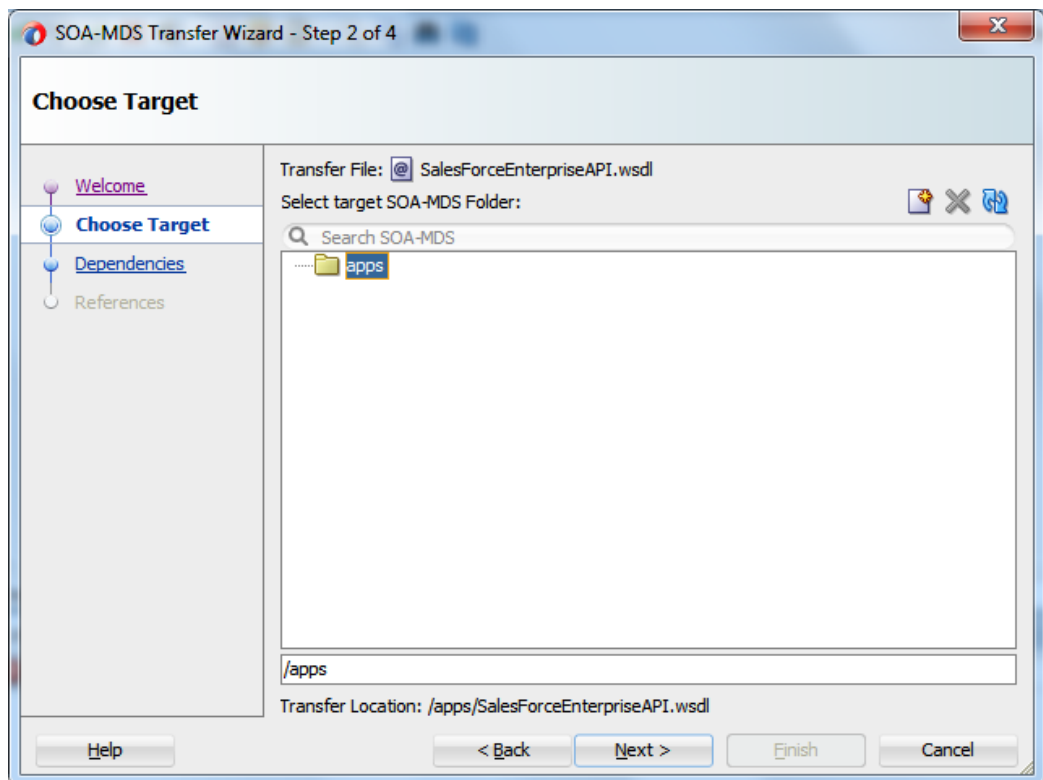 SOA-MDS Transfer Wizard - Step 2 of 4
Choose Target
Welcome
Choose Target
Dependencies
References
Transfer File: SalesForceEnterpriseAPI.wsdl
Select target SOA-MDS Folder:
Search SOA-MDS
apps
/apps
Transfer Location: /apps/SalesForceEnterpriseAPI.wsdl
Help
< Back
Next >
Finish
Cancel